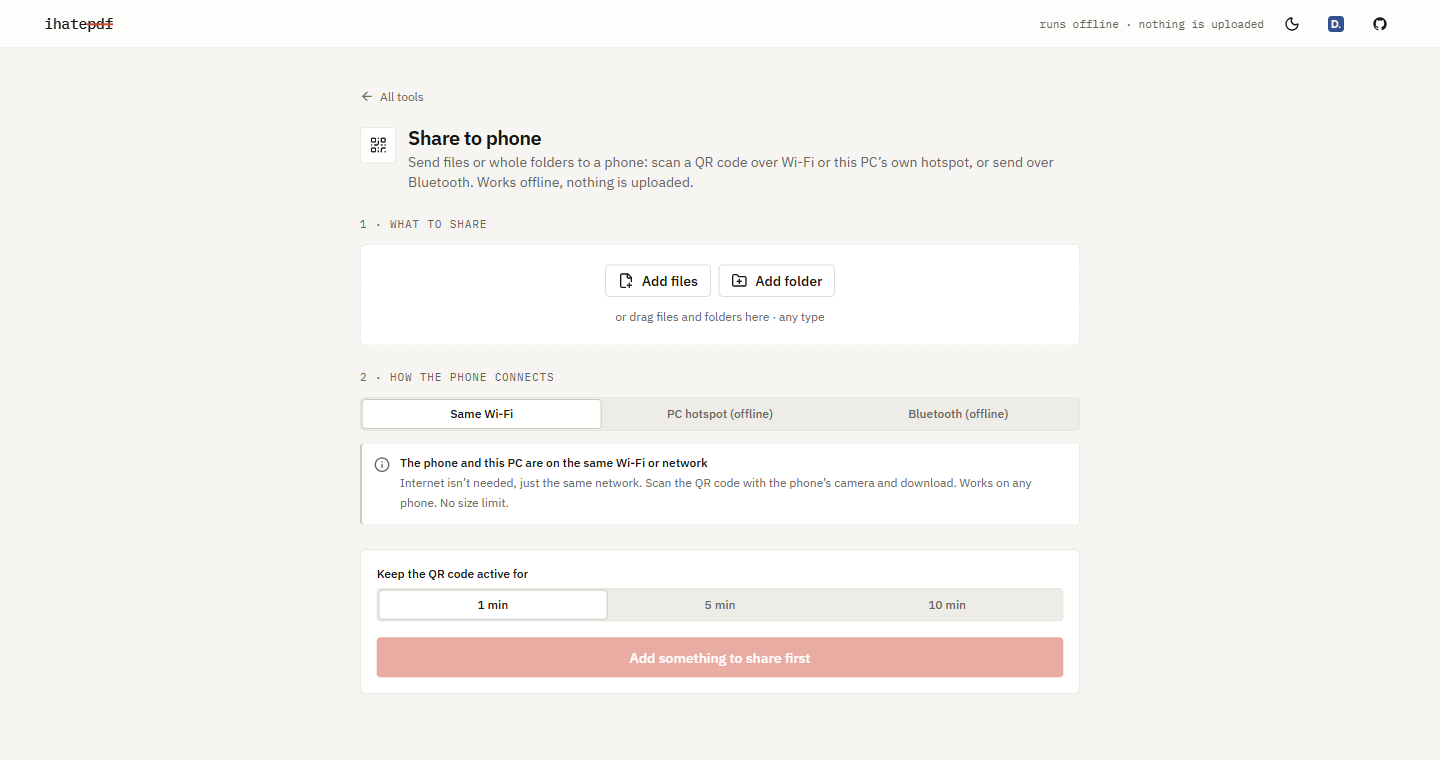 ihatepdf
runs offline · nothing is uploaded
D.
All tools
Share to phone
Send files or whole folders to a phone: scan a QR code over Wi-Fi or this PC’s own hotspot, or send over
Bluetooth. Works offline, nothing is uploaded.
1 · WHAT TO SHARE
Add files
Add folder
or drag files and folders here · any type
2 · HOW THE PHONE CONNECTS
Same Wi-Fi
PC hotspot (offline)
Bluetooth (offline)
The phone and this PC are on the same Wi-Fi or network
Internet isn’t needed, just the same network. Scan the QR code with the phone’s camera and download. Works on any
phone. No size limit.
Keep the QR code active for
1 min
5 min
10 min
Add something to share first